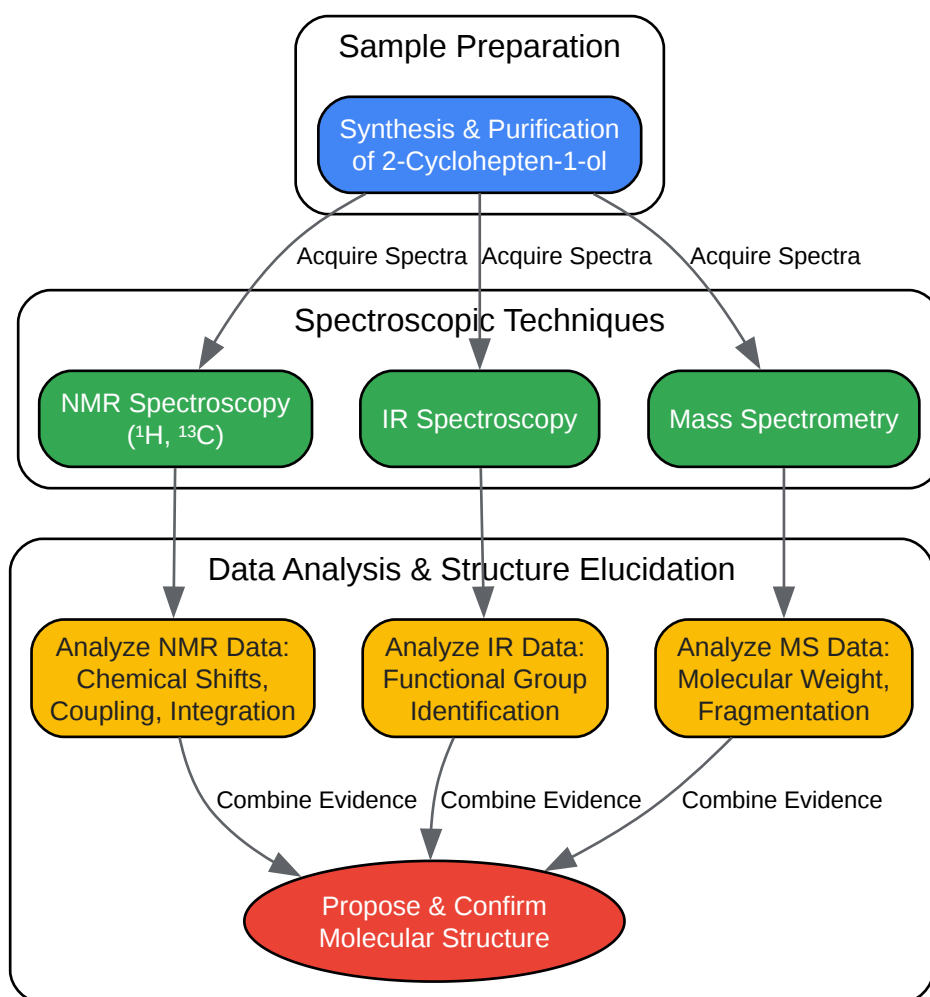 Sample Preparation
Synthesis & Purification
of 2-Cyclohepten-1-ol
Acquire Spectra
Acquire Spectra
Acquire Spectra
Spectroscopic Techniques
NMR Spectroscopy
(¹H, ¹³C)
IR Spectroscopy
Mass Spectrometry
Data Analysis & Structure Elucidation
Analyze NMR Data:
Chemical Shifts,
Coupling, Integration
Analyze IR Data:
Functional Group
Identification
Analyze MS Data:
Molecular Weight,
Fragmentation
Combine Evidence
Combine Evidence
Combine Evidence
Propose & Confirm
Molecular Structure